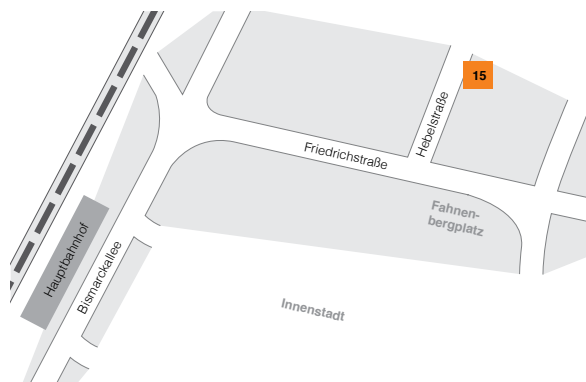 15
Hebelstraße
Friedrichstraße
Fahnen-
bergplatz
Hauptbahnhof
Bismarckallee
Innenstadt